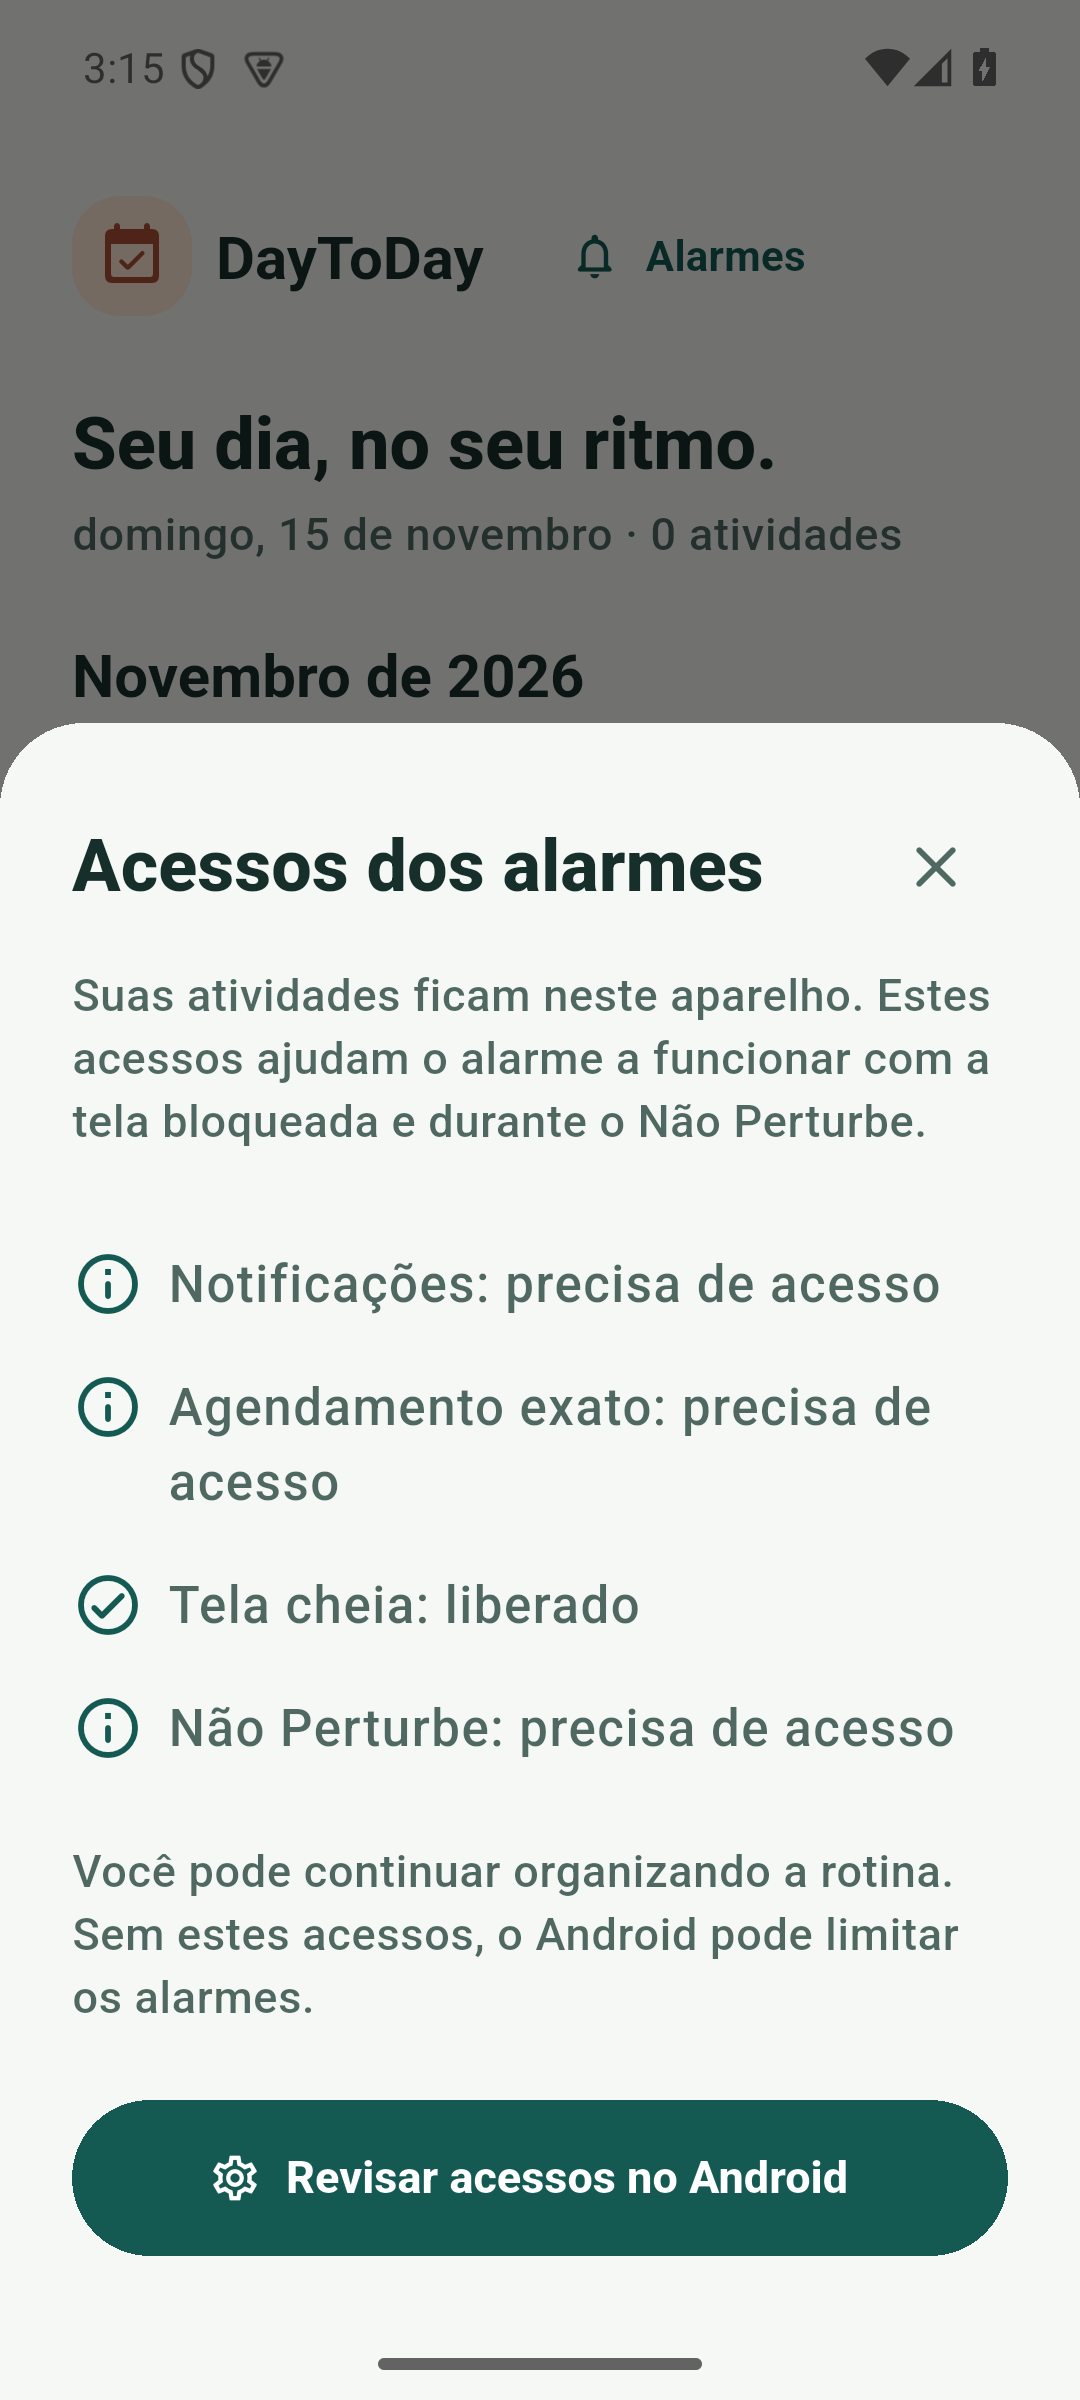 3:15
DayToDay
Alarmes
Seu dia, no seu ritmo.
domingo, 15 de novembro · 0 atividades
Novembro de 2026
Acessos dos alarmes
Suas atividades ficam neste aparelho. Estes
acessos ajudam o alarme a funcionar com a
tela bloqueada e durante o Não Perturbe.
Notificações: precisa de acesso
Agendamento exato: precisa de
acesso
Tela cheia: liberado
Não Perturbe: precisa de acesso
Você pode continuar organizando a rotina.
Sem estes acessos, o Android pode limitar
os alarmes.
Revisar acessos no Android